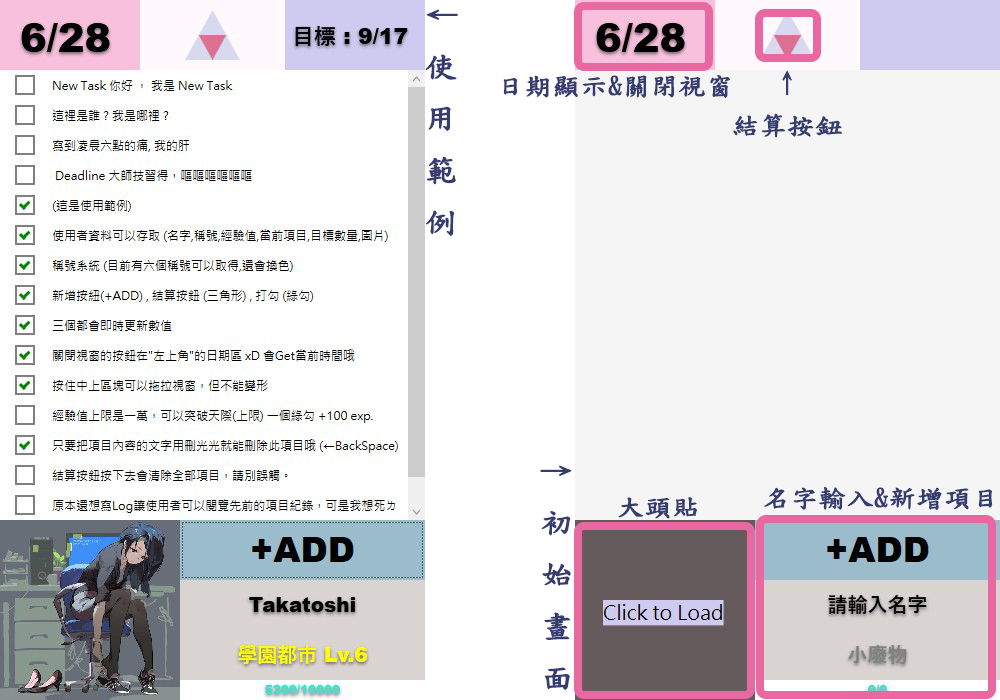 6/28
目標：9/17
New Task 你好 ， 我是 New Task
這裡是誰？我是哪裡？
寫到凌晨六點的痛, 我的肝
Deadline 大師技習得，嘔嘔嘔嘔嘔嘔
(這是使用範例)
使用者資料可以存取 (名字,稱號,經驗值,當前項目,目標數量,圖片)
稱號系統 (目前有六個稱號可以取得,還會換色)
新增按紐(+ADD) , 結算按鈕 (三角形) , 打勾 (綠勾)
三個都會即時更新數值
關閉視窗的按鈕在"左上角"的日期區 xD 會Get當前時間哦
按住中上區塊可以拖拉視窗，但不能變形
經驗值上限是一萬，可以突破天際(上限) 一個綠勾 +100 exp.
只要把項目內容的文字用刪光光就能刪除此項目哦 (←BackSpace)
結算按鈕按下去會清除全部項目，請別誤觸。
原本還想寫Log讓使用者可以閱覽先前的項目紀錄，可是我想死力
+ADD
Takatoshi
學園都市 Lv.6
5200/10000
←
使用範例
6/28
日期顯示&關閉視窗
↑
結算按鈕
→
初始畫面
大頭貼
Click to Load
名字輸入&新增項目
+ADD
請輸入名字
小廢物
0/0